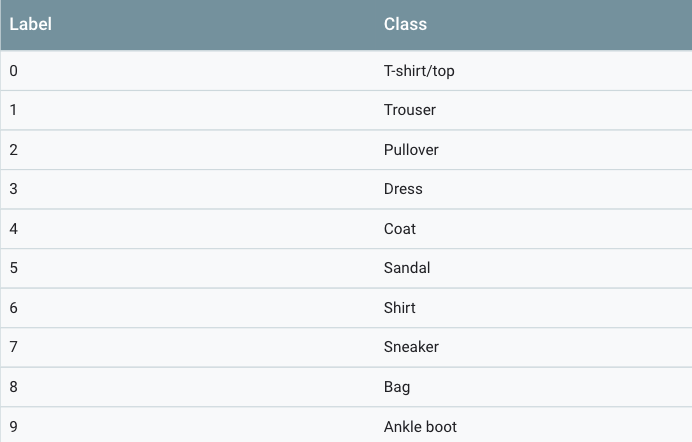 Label Class
0 T-shirt/top
1 Trouser
2 Pullover
3 Dress
4 Coat
5 Sandal
6 Shirt
7 Sneaker
8 Bag
9 Ankle boot